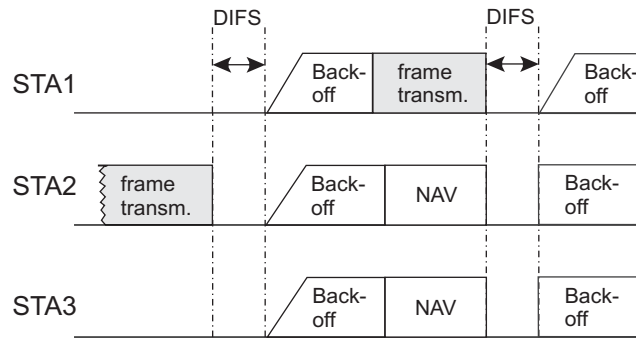 DIFS DIFS
STA1
Back-
off
frame
transm.
Back-
off
STA2
frame
transm.
Back-
off
NAV
Back-
off
STA3
Back-
off
NAV
Back-
off